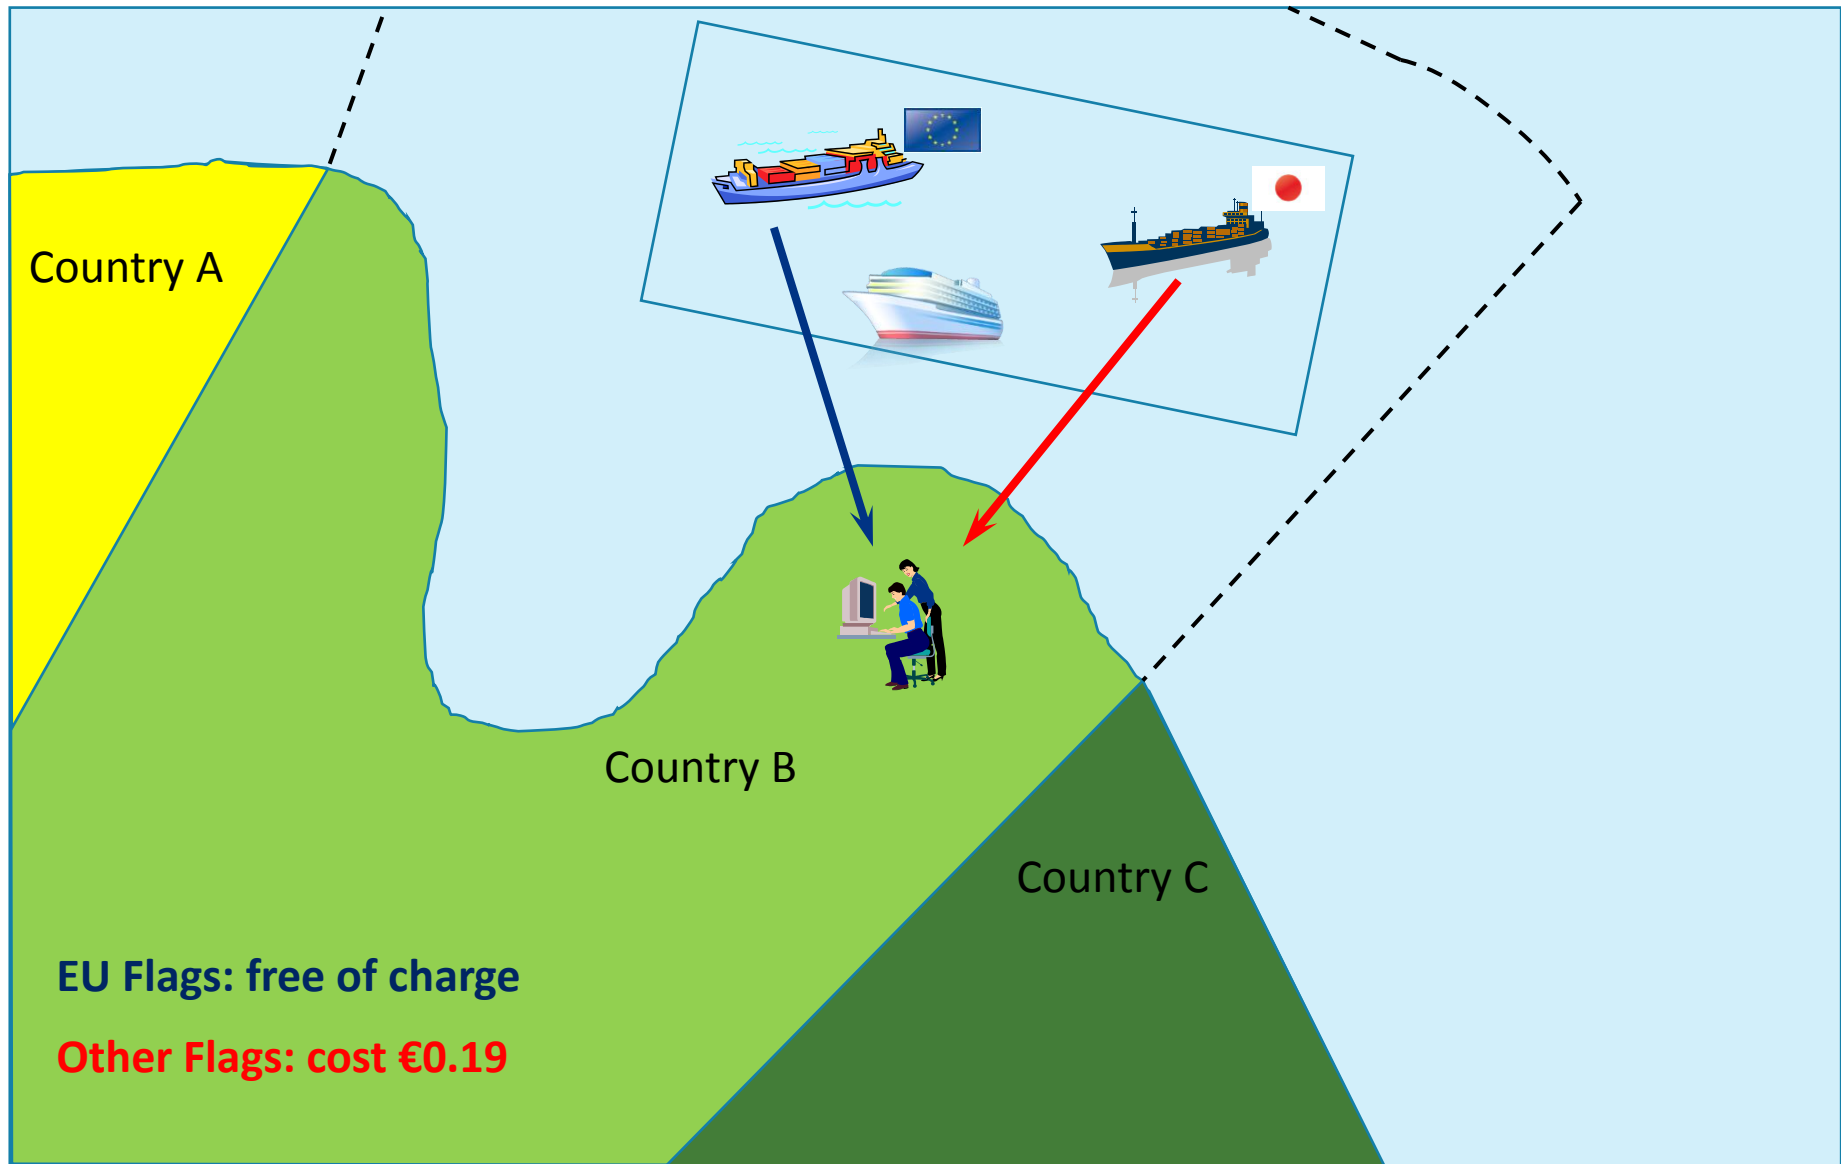 Country A
Country B
Country C
EU Flags: free of charge
Other Flags: cost €0.19